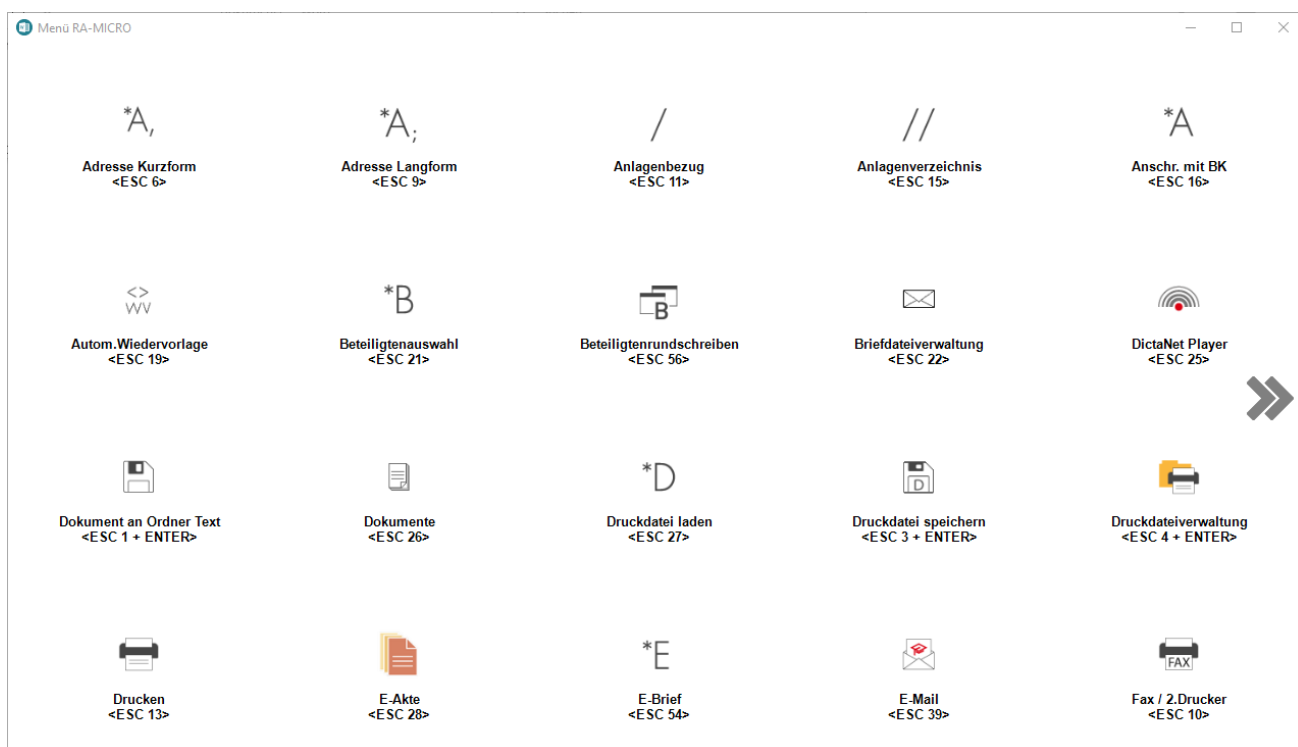 Menü RA-MICRO
*A, *A; / // *A
Adresse Kurzform Adresse Langform Anlagenbezug Anlagenverzeichnis Anschr. mit BK
<ESC 6> <ESC 9> <ESC 11> <ESC 15> <ESC 16>
<> *B B
WV
Autom.Wiedervorlage Beteiligtenauswahl Beteiligtenrundschreiben Briefdateiverwaltung DictaNet Player
<ESC 19> <ESC 21> <ESC 56> <ESC 22> <ESC 25>
*D D
Dokument an Ordner Text Dokumente Druckdatei laden Druckdatei speichern Druckdateiverwaltung
<ESC 1 + ENTER> <ESC 26> <ESC 27> <ESC 3 + ENTER> <ESC 4 + ENTER>
*E FAX
Drucken E-Akte E-Brief E-Mail Fax / 2.Drucker
<ESC 13> <ESC 28> <ESC 54> <ESC 39> <ESC 10>